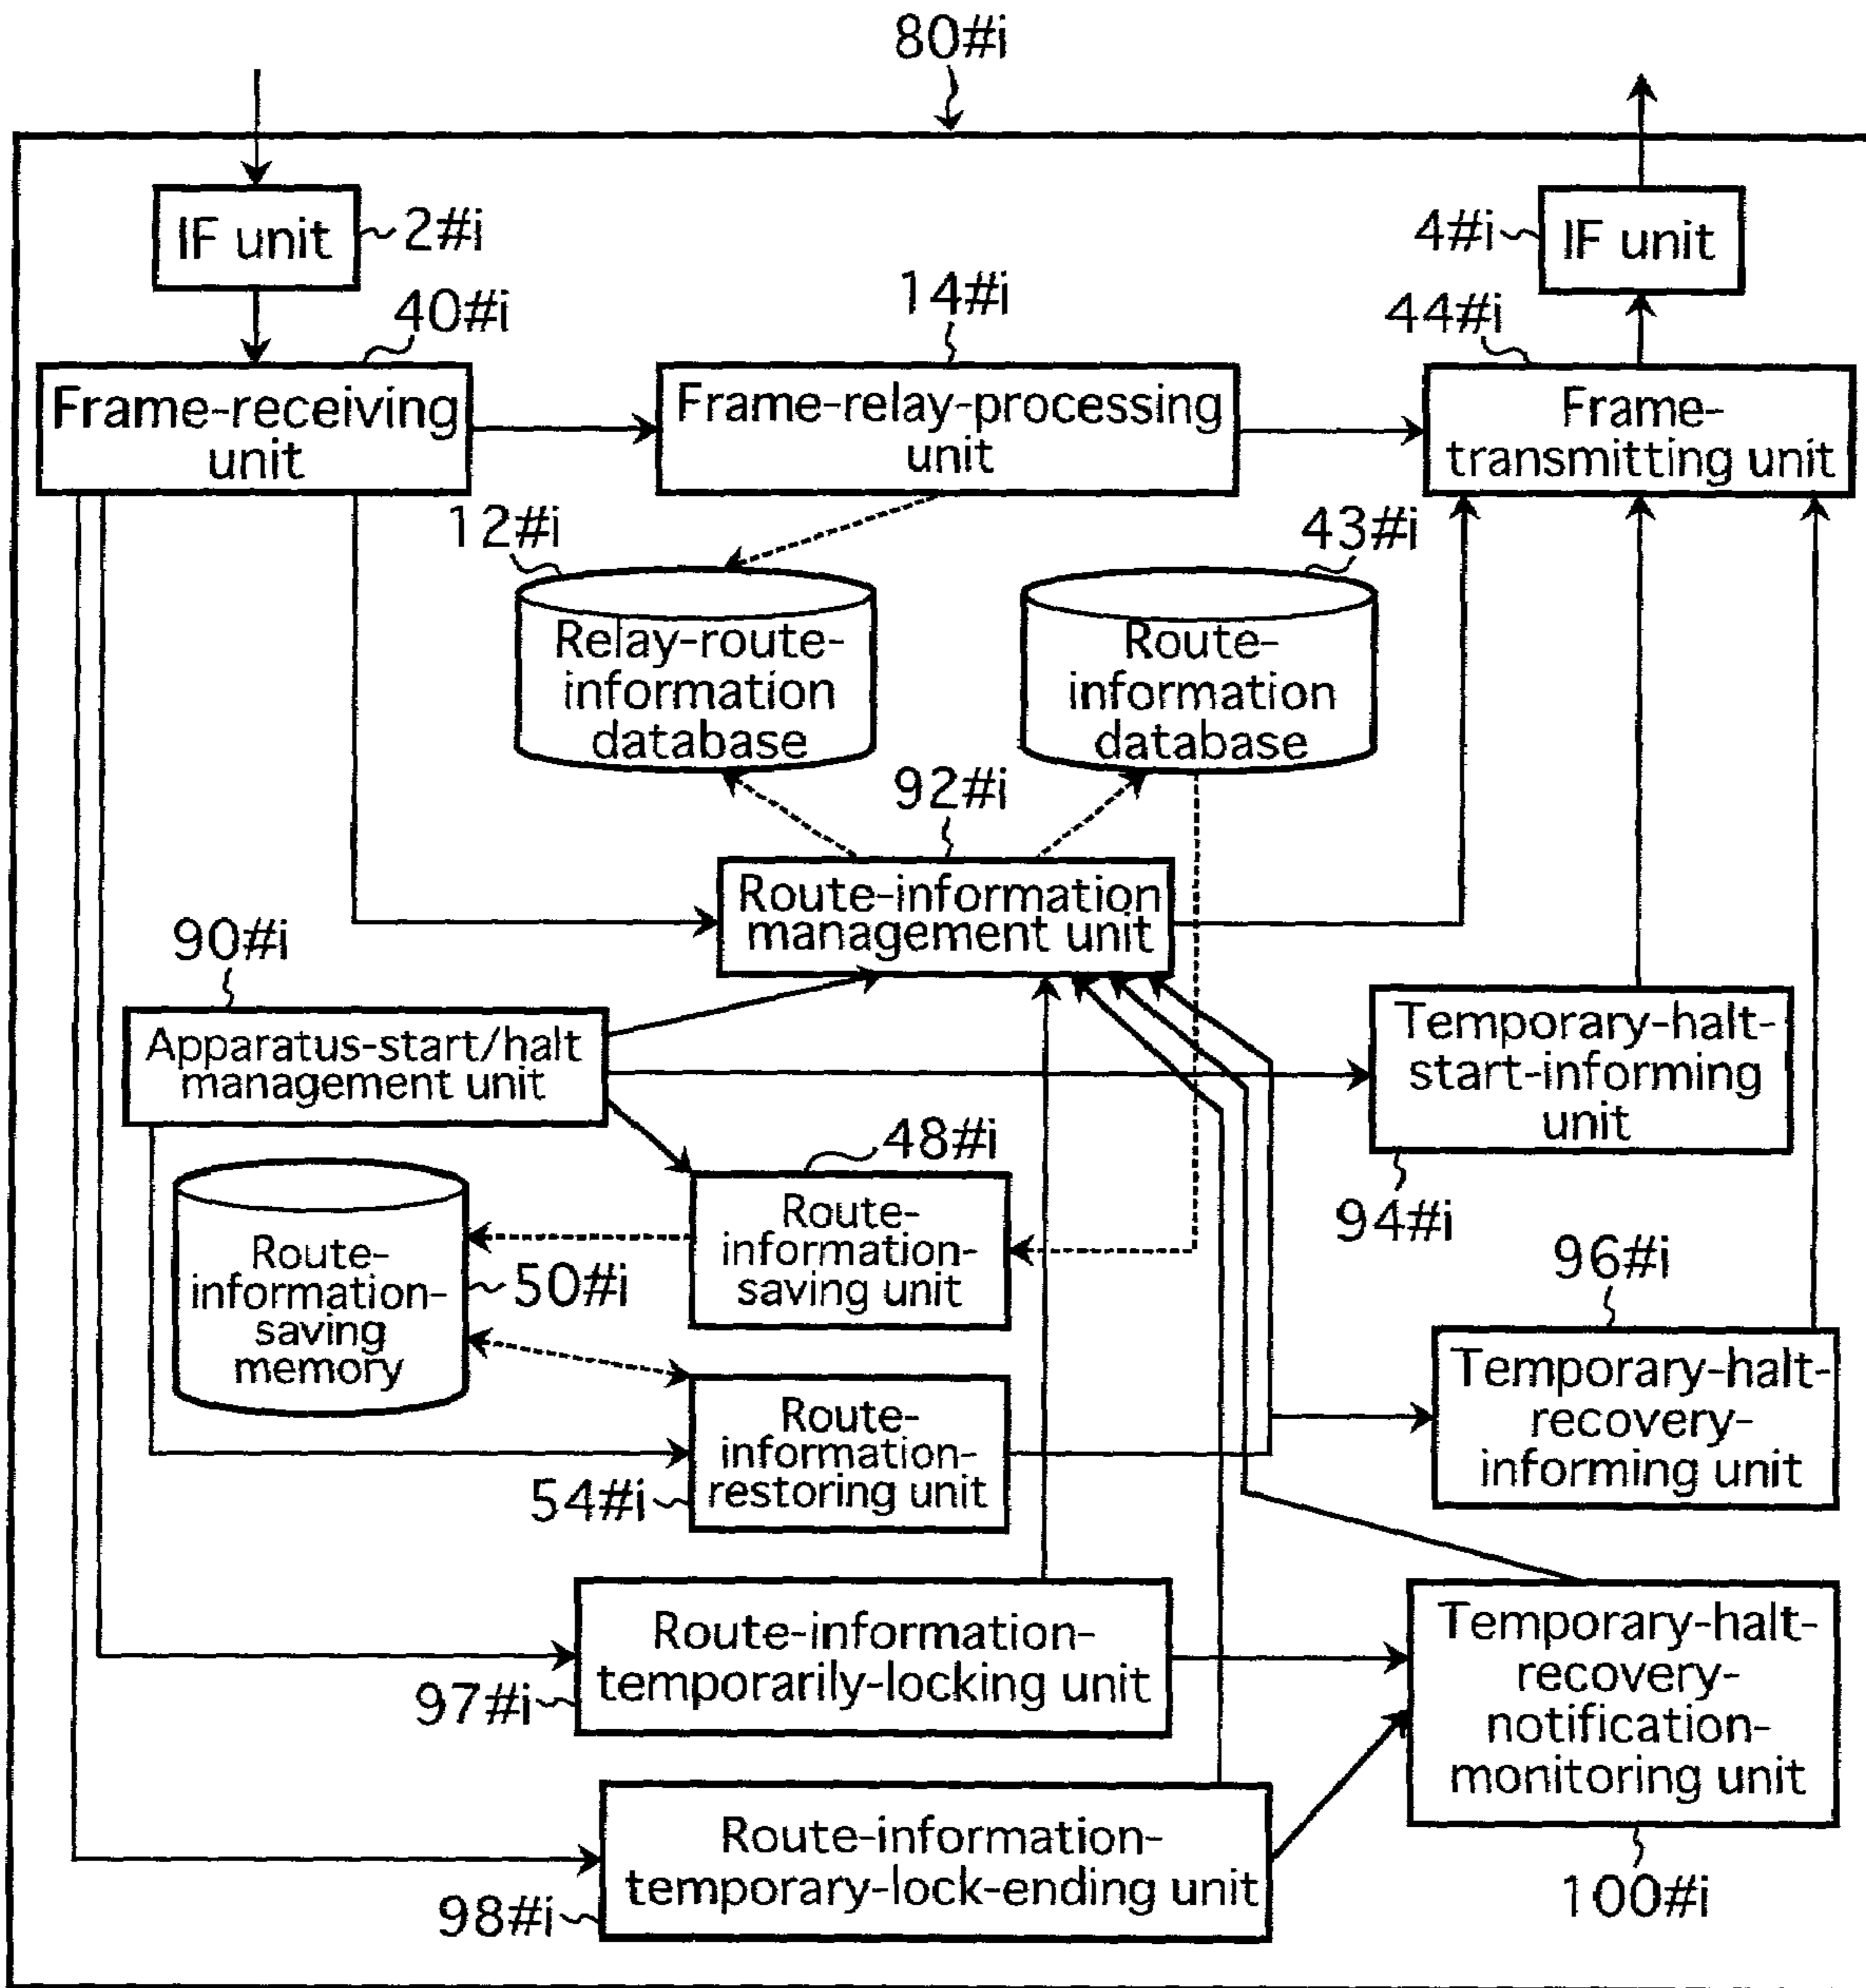 80#i
IF unit
2#i
4#i
IF unit
40#i
14#i
44#i
Frame-receiving
unit
Frame-relay-processing
unit
Frame-
transmitting unit
12#i
43#i
Relay-route-
information
database
Route-
information
database
92#i
Route-information
management unit
90#i
Apparatus-start/halt
management unit
Temporary-halt-
start-informing
unit
94#i
48#i
Route-
information-
saving unit
Route-
information-
saving
memory
50#i
96#i
Temporary-halt-
recovery-
informing unit
Route-
information-
restoring unit
54#i
Route-information-
temporarily-locking unit
97#i
Temporary-halt-
recovery-
notification-
monitoring unit
100#i
Route-information-
temporary-lock-ending unit
98#i